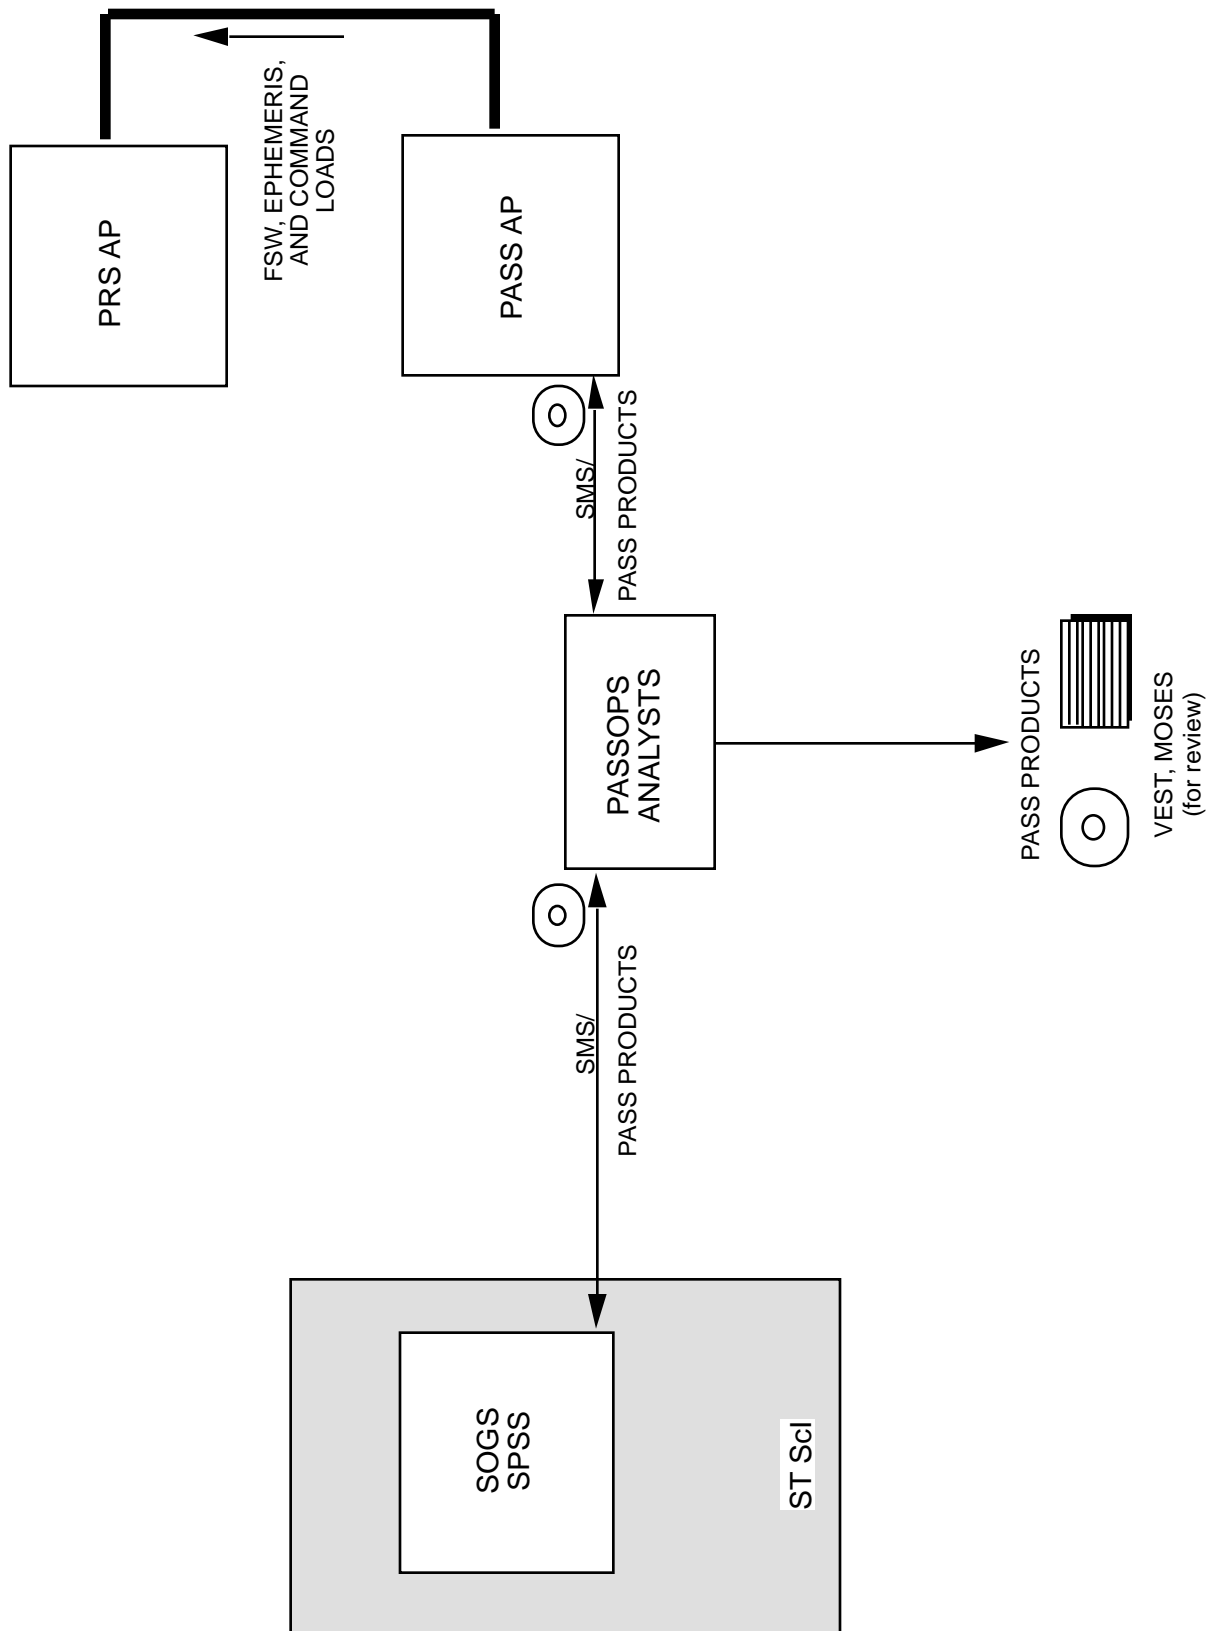 PRS AP
FSW, EPHEMERIS,
AND COMMAND
LOADS
PASS AP
SMS/
PASS PRODUCTS
PASSOPS
ANALYSTS
PASS PRODUCTS
VEST, MOSES
(for review)
SMS/
PASS PRODUCTS
SOGS
SPSS
ST ScI